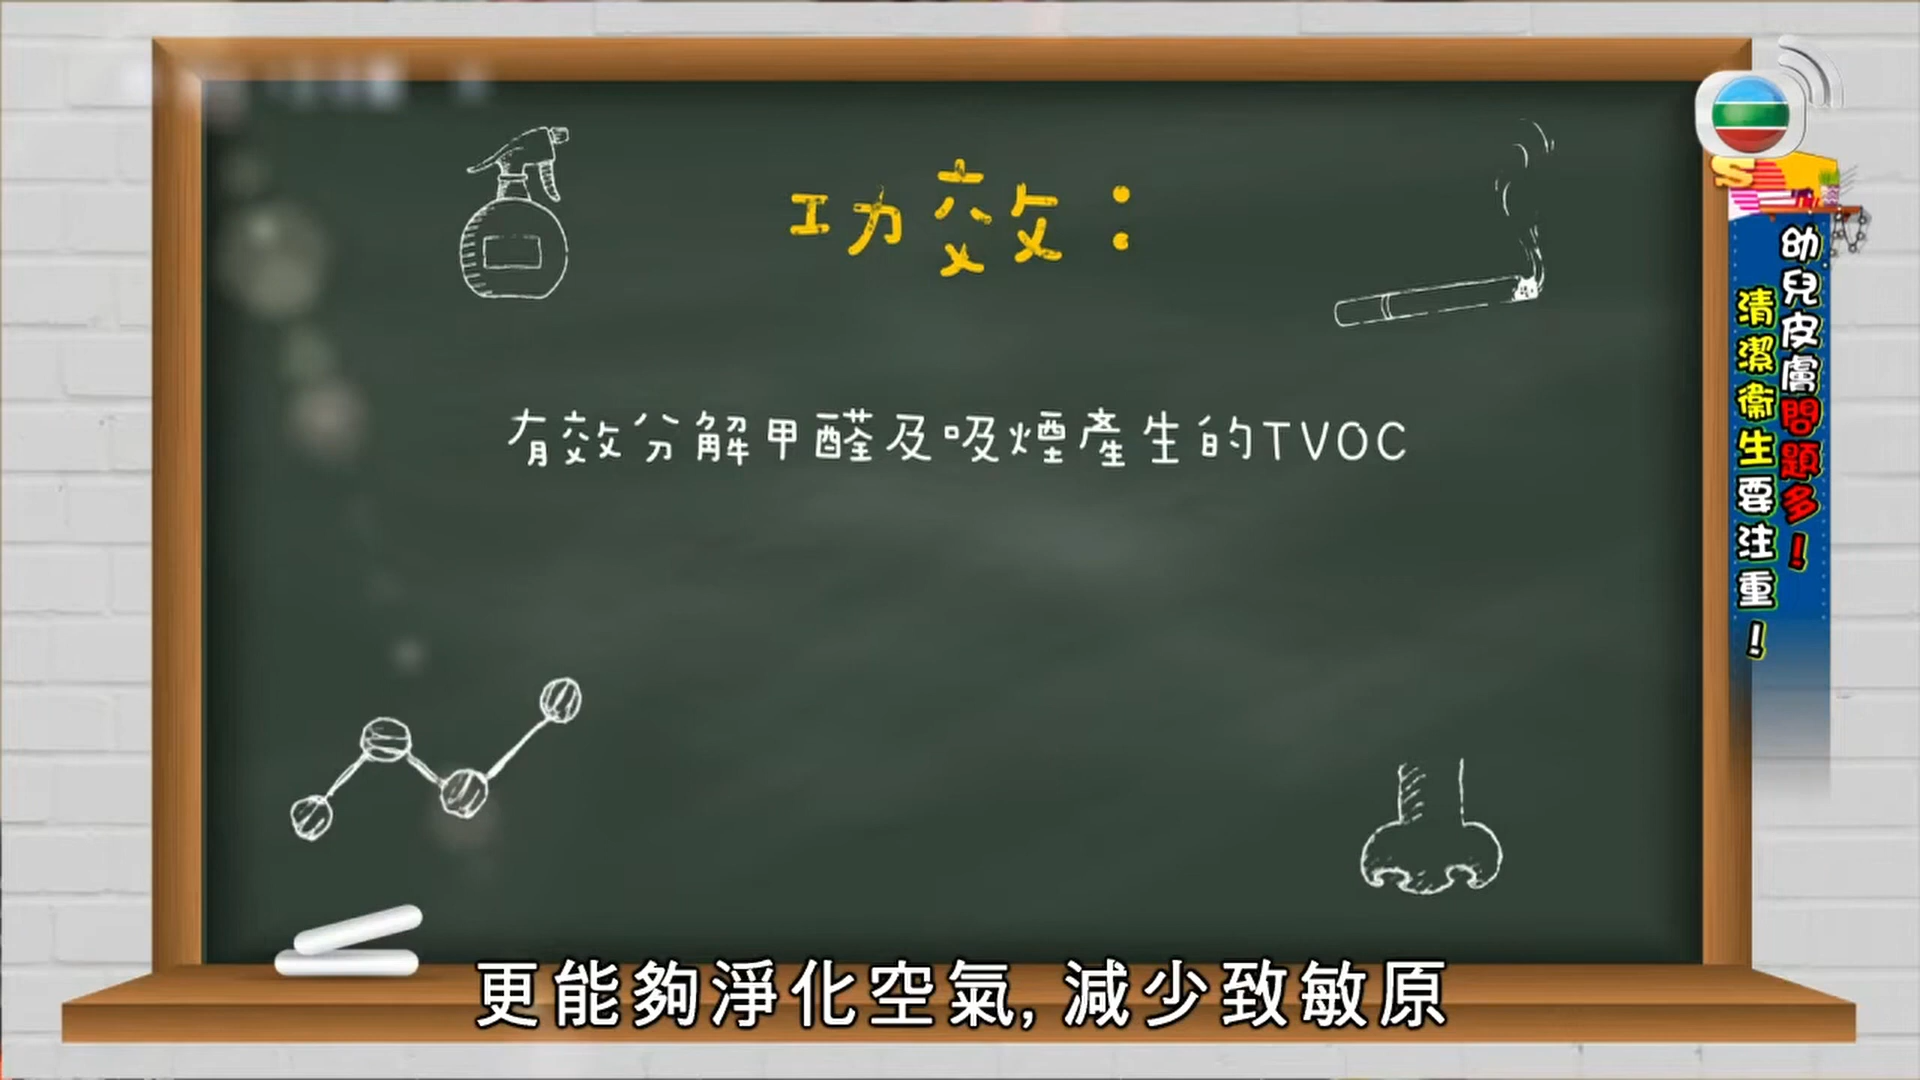 功效：
有效分解甲醛及吸煙產生的TVOC
S
幼兒皮膚問題多！
清潔衞生要注重！
更能夠淨化空氣, 減少致敏原